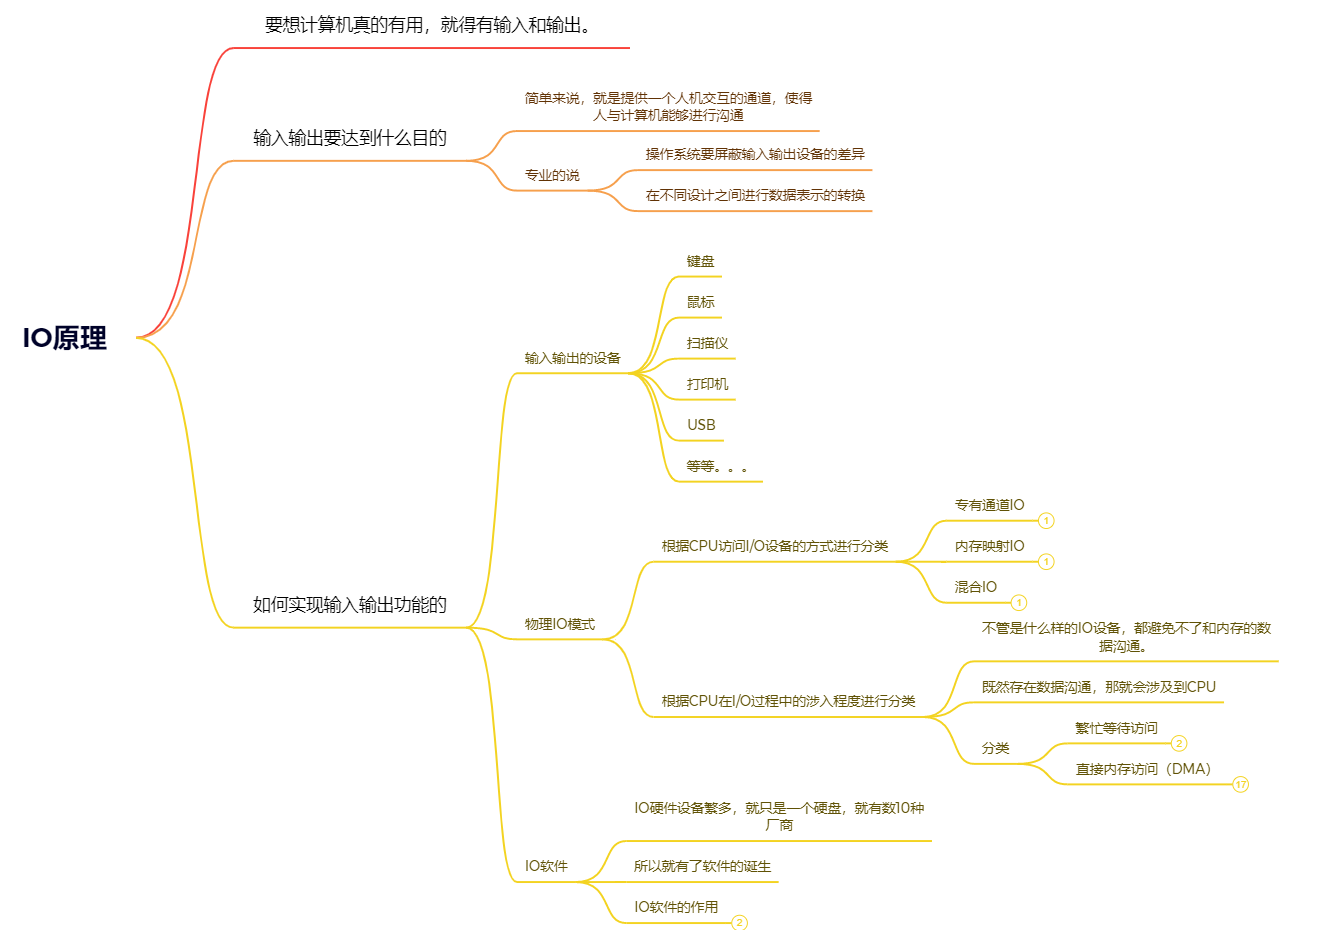 要想计算机真的有用，就得有输入和输出。
简单来说，就是提供一个人机交互的通道，使得
人与计算机能够进行沟通
输入输出要达到什么目的
操作系统要屏蔽输入输出设备的差异
专业的说
在不同设计之间进行数据表示的转换
键盘
鼠标
IO原理
扫描仪
输入输出的设备
打印机
USB
等等。。。
专有通道IO
1
根据CPU访问I/O设备的方式进行分类
内存映射IO
1
混合IO
1
如何实现输入输出功能的
物理IO模式
不管是什么样的IO设备，都避免不了和内存的数
据沟通。
既然存在数据沟通，那就会涉及到CPU
根据CPU在I/O过程中的涉入程度进行分类
繁忙等待访问
2
分类
直接内存访问（DMA）
17
IO硬件设备繁多，就只是一个硬盘，就有数10种
厂商
IO软件
所以就有了软件的诞生
IO软件的作用
2